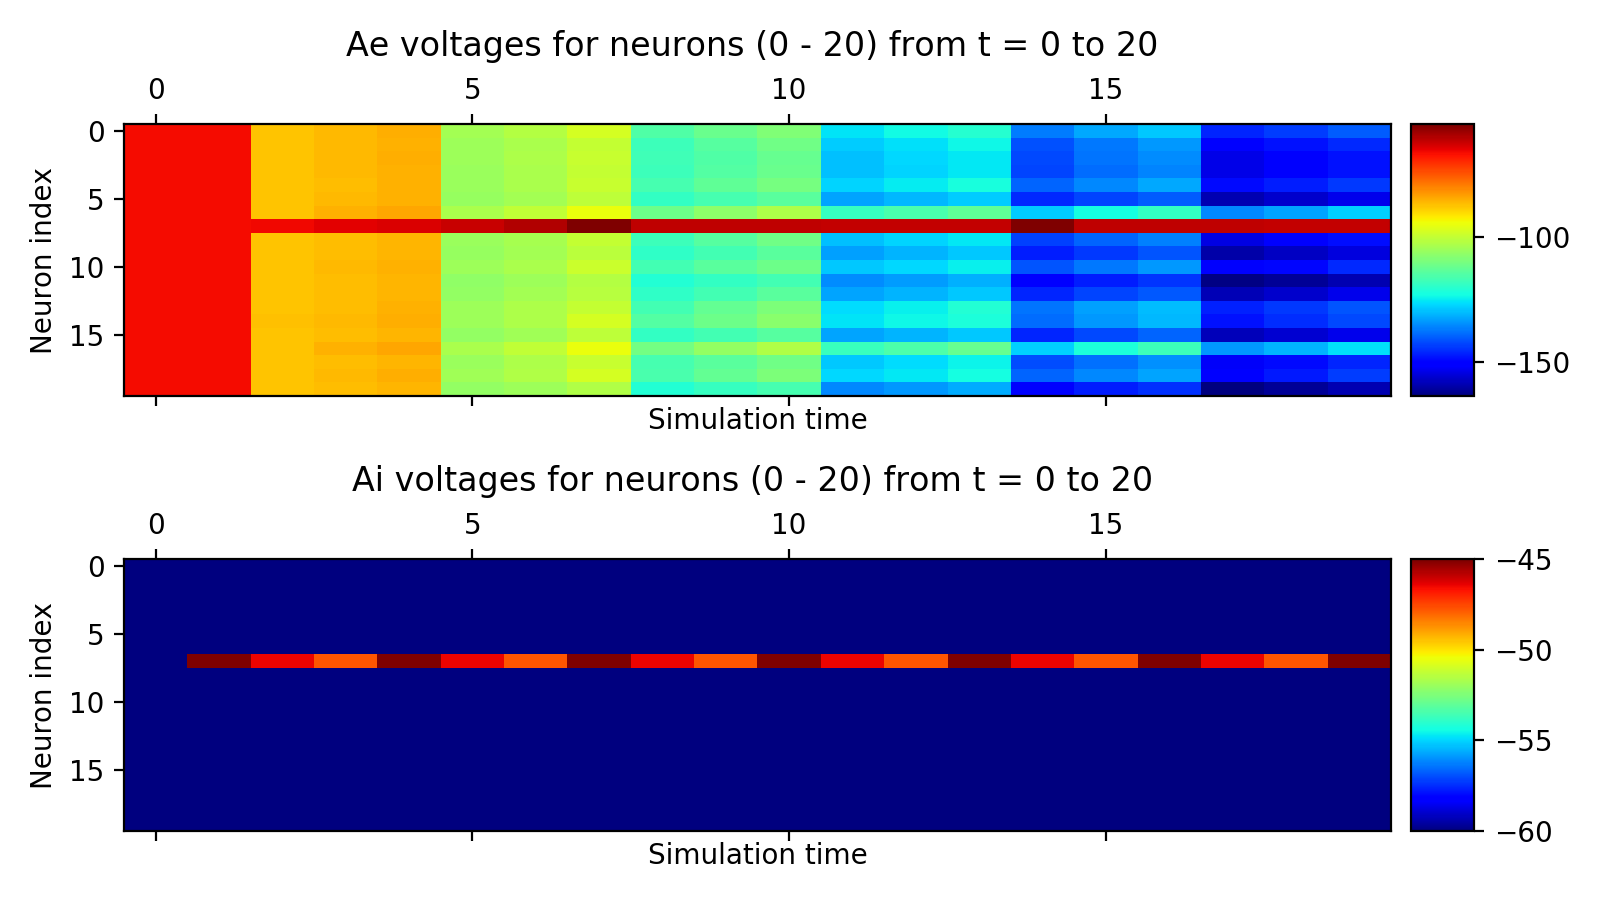 Ae voltages for neurons (0 - 20) from t = 0 to 20
0 5 10 15
0
5
10
15
Neuron index
Simulation time
−100
−150
Ai voltages for neurons (0 - 20) from t = 0 to 20
0 5 10 15
0
5
10
15
Neuron index
Simulation time
−45
−50
−55
−60